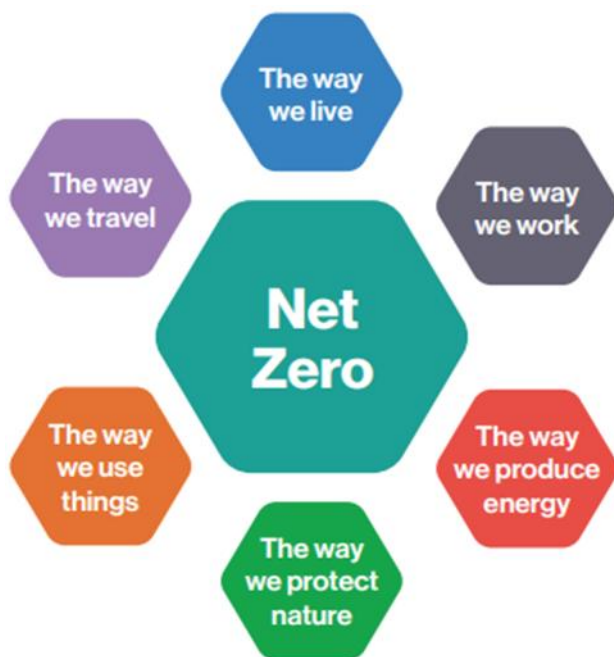 The way
we live
The way
we travel
The way
we work
Net
Zero
The way
we use
things
The way
we produce
energy
The way
we protect
nature